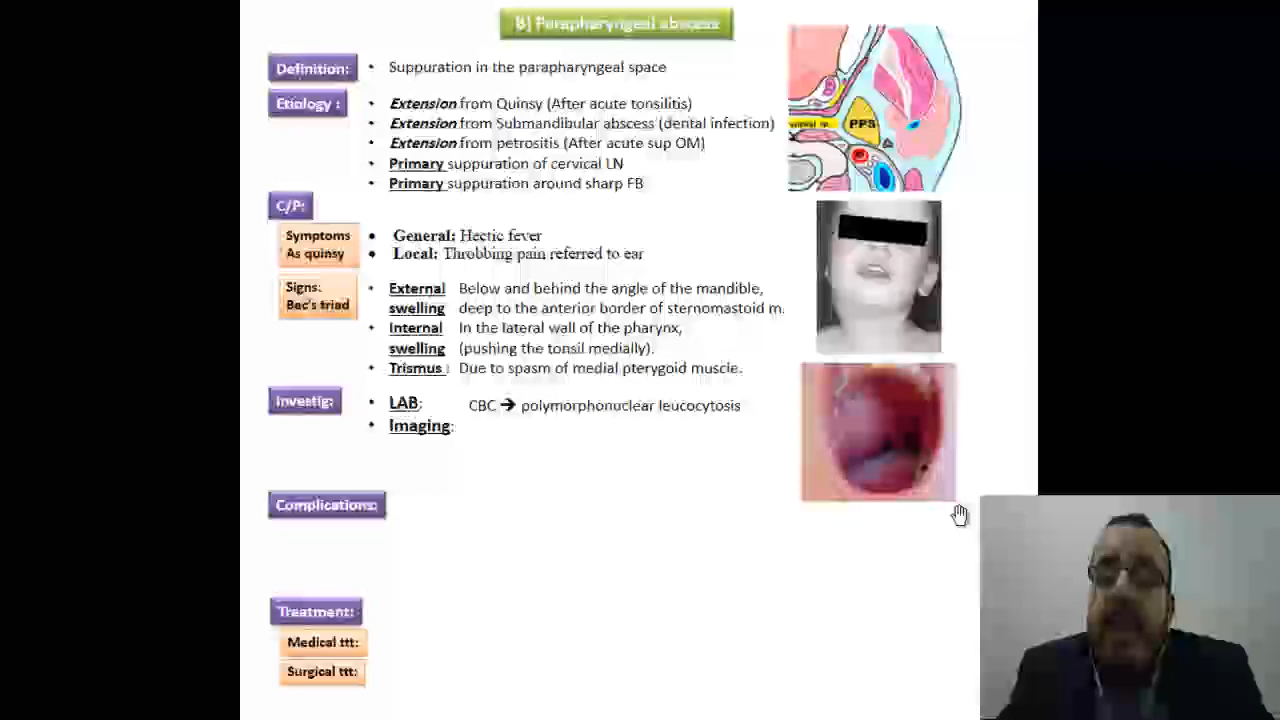 B) Parapharyngeal abscess
Definition:
• Suppuration in the parapharyngeal space
Etiology :
• Extension from Quinsy (After acute tonsilitis)
• Extension from Submandibular abscess (dental infection)
• Extension from petrositis (After acute sup OM)
• Primary suppuration of cervical LN
• Primary suppuration around sharp FB
C/P:
Symptoms
As quinsy
• General: Hectic fever
• Local: Throbbing pain referred to ear
Signs:
Bec's triad
• External Below and behind the angle of the mandible,
swelling deep to the anterior border of sternomastoid m.
• Internal In the lateral wall of the pharynx,
swelling (pushing the tonsil medially).
• Trismus : Due to spasm of medial pterygoid muscle.
Investig:
• LAB: CBC ➔ polymorphonuclear leucocytosis
• Imaging:
Complications:
Treatment:
Medical ttt:
Surgical ttt:
PPS